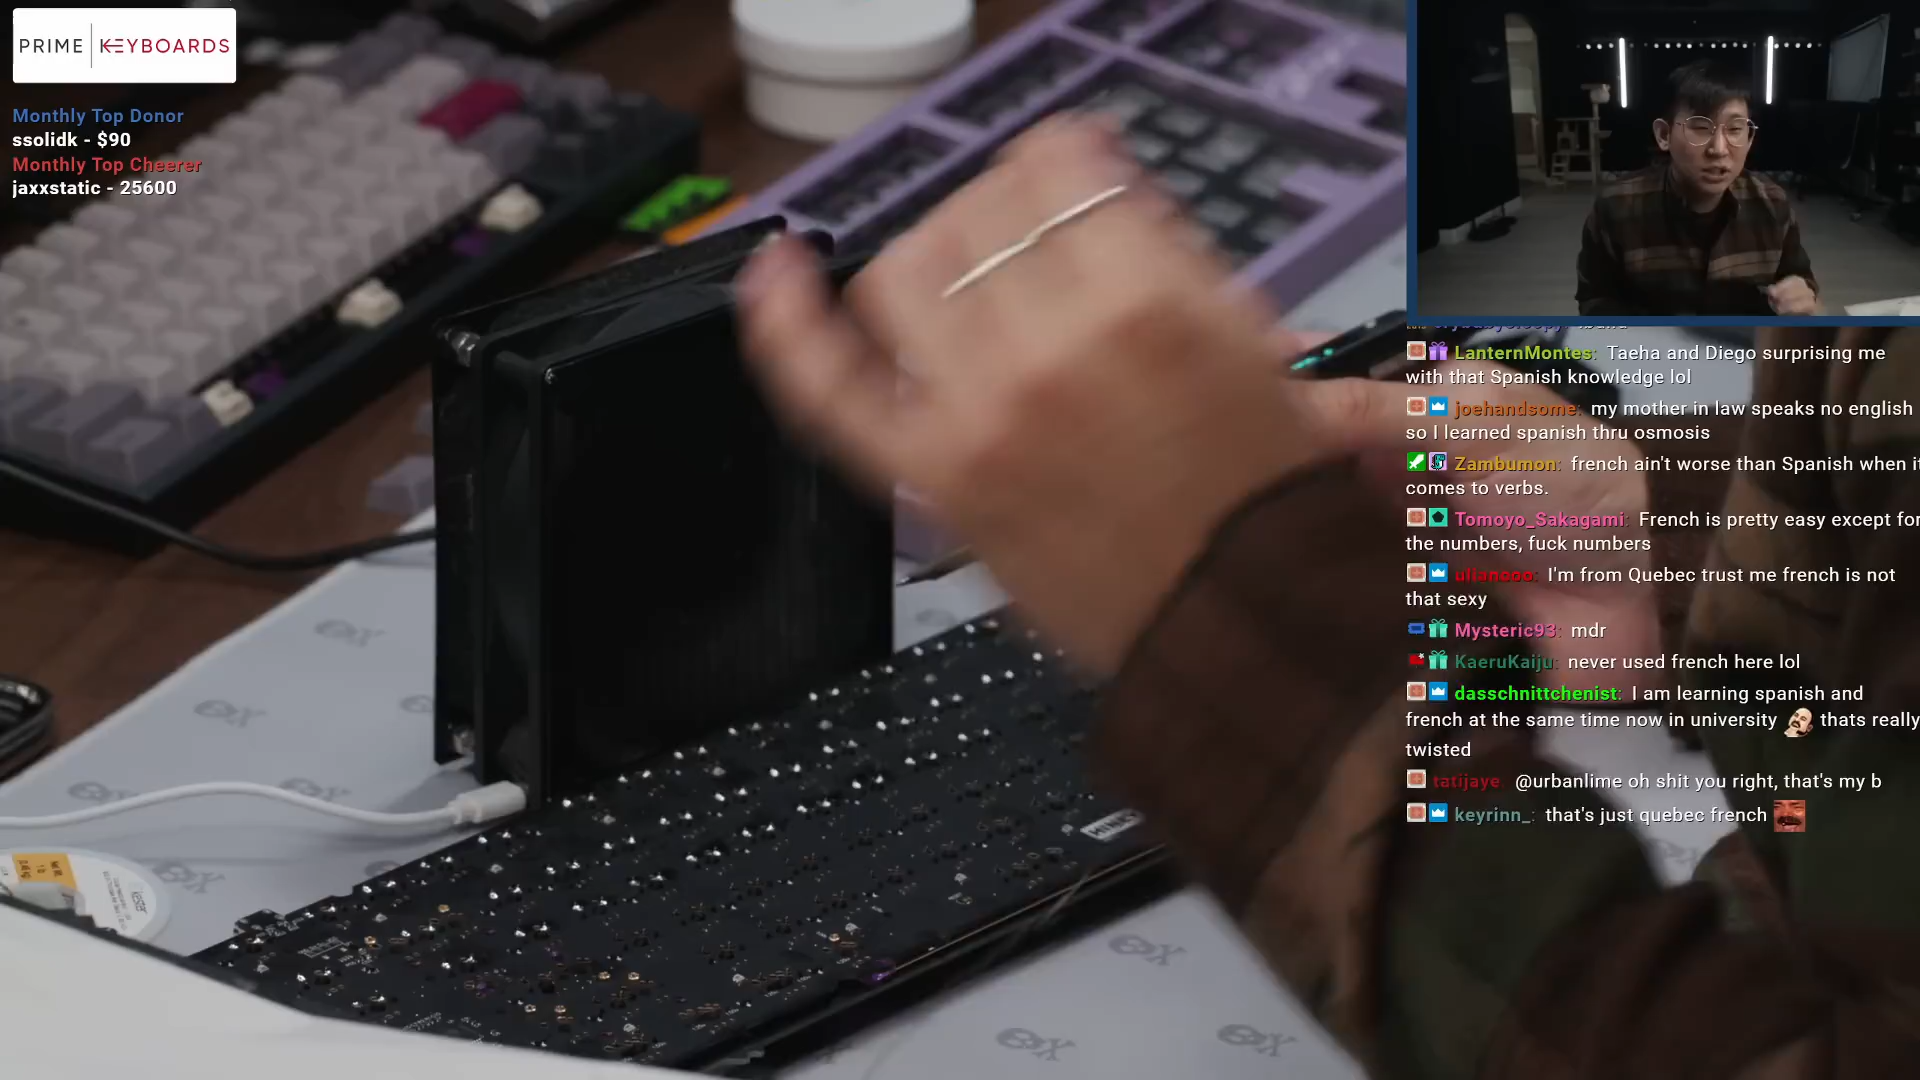 PRIME | KEYBOARDS
Monthly Top Donor
ssolidk - $90
Monthly Top Cheerer
jaxxstatic - 25600
LanternMontes: Taeha and Diego surprising me
with that Spanish knowledge lol
joehandsome: my mother in law speaks no english
so I learned spanish thru osmosis
Zambumon: french ain't worse than Spanish when it
comes to verbs.
Tomoyo_Sakagami: French is pretty easy except for
the numbers, fuck numbers
ulianooo: I'm from Quebec trust me french is not
that sexy
Mysteric93: mdr
KaeruKaiju: never used french here lol
dasschnittchenist: I am learning spanish and
french at the same time now in university thats really
twisted
tatijaye: @urbanlime oh shit you right, that's my b
keyrinn_: that's just quebec french